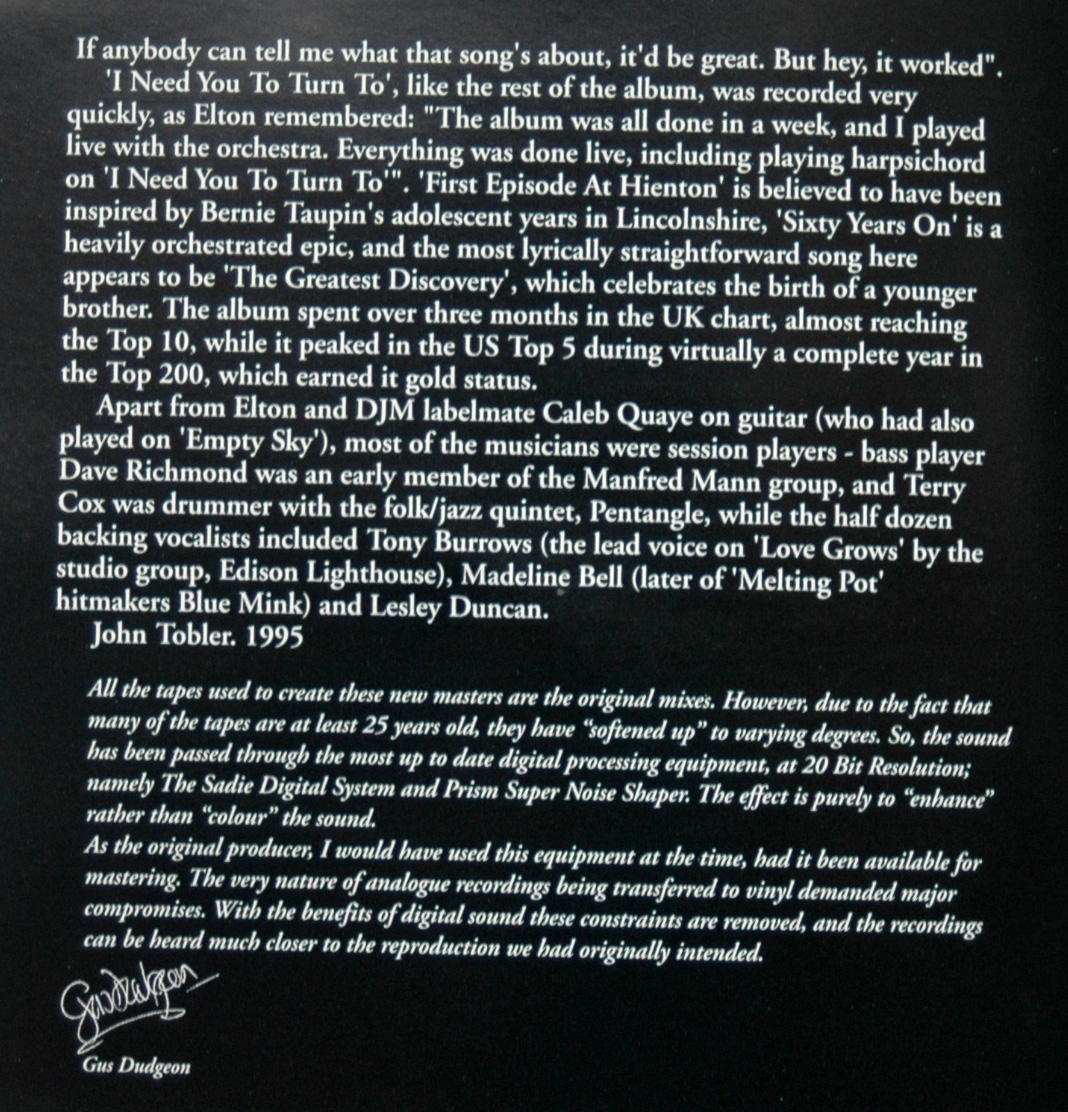 If anybody can tell me what that song's about, it'd be great. But hey, it worked".
'I Need You To Turn To', like the rest of the album, was recorded very
quickly, as Elton remembered: "The album was all done in a week, and I played
live with the orchestra. Everything was done live, including playing harpsichord
on 'I Need You To Turn To'". 'First Episode At Hienton' is believed to have been
inspired by Bernie Taupin's adolescent years in Lincolnshire, 'Sixty Years On' is a
heavily orchestrated epic, and the most lyrically straightforward song here
appears to be 'The Greatest Discovery', which celebrates the birth of a younger
brother. The album spent over three months in the UK chart, almost reaching
the Top 10, while it peaked in the US Top 5 during virtually a complete year in
the Top 200, which earned it gold status.
Apart from Elton and DJM labelmate Caleb Quaye on guitar (who had also
played on 'Empty Sky'), most of the musicians were session players - bass player
Dave Richmond was an early member of the Manfred Mann group, and Terry
Cox was drummer with the folk/jazz quintet, Pentangle, while the half dozen
backing vocalists included Tony Burrows (the lead voice on 'Love Grows' by the
studio group, Edison Lighthouse), Madeline Bell (later of 'Melting Pot'
hitmakers Blue Mink) and Lesley Duncan.
John Tobler. 1995
All the tapes used to create these new masters are the original mixes. However, due to the fact that
many of the tapes are at least 25 years old, they have “softened up” to varying degrees. So, the sound
has been passed through the most up to date digital processing equipment, at 20 Bit Resolution;
namely The Sadie Digital System and Prism Super Noise Shaper. The effect is purely to “enhance”
rather than “colour” the sound.
As the original producer, I would have used this equipment at the time, had it been available for
mastering. The very nature of analogue recordings being transferred to vinyl demanded major
compromises. With the benefits of digital sound these constraints are removed, and the recordings
can be heard much closer to the reproduction we had originally intended.
Gus Dudgeon
Gus Dudgeon